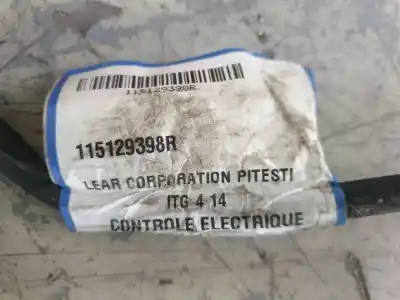 115129398R
115129398R
LEAR CORPORATION PITESTI
ITG 4 14
CONTROLE ELECTRIQUE